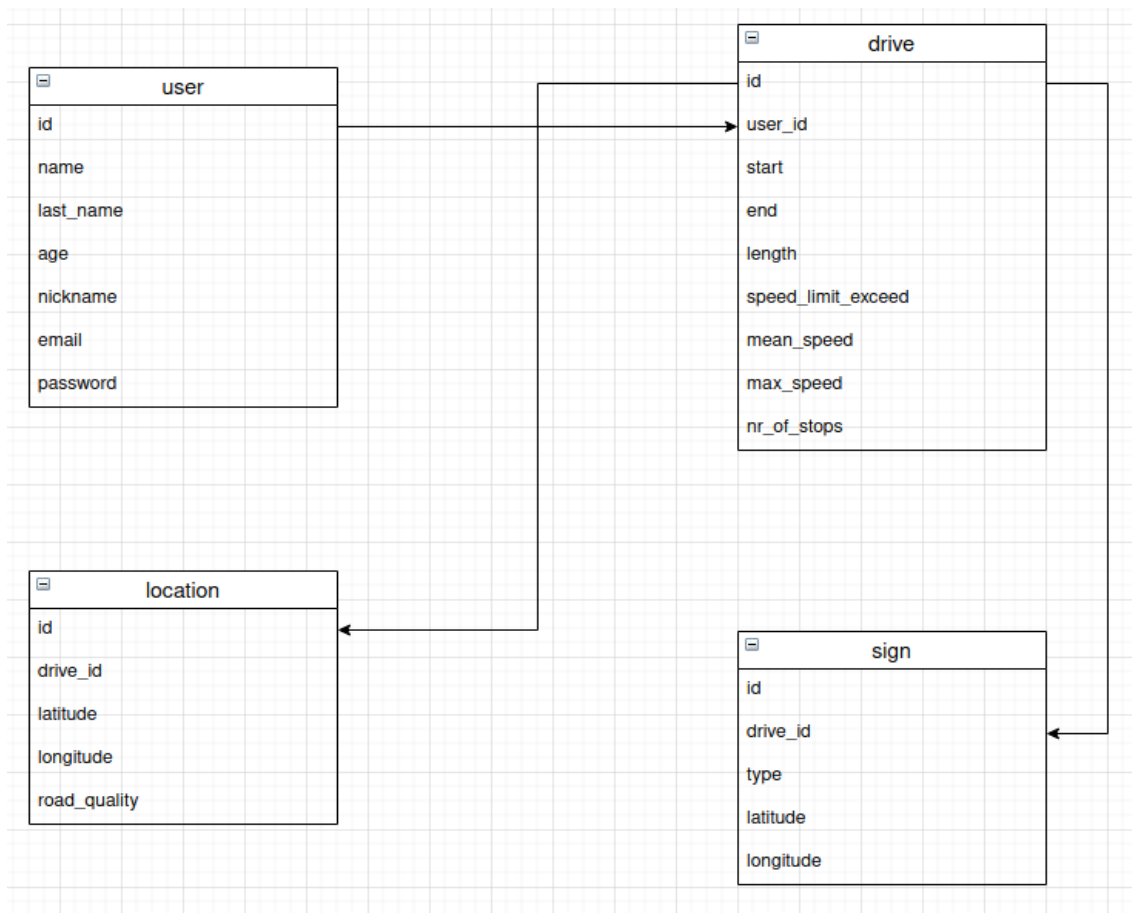 user
id
name
last_name
age
nickname
email
password
drive
id
user_id
start
end
length
speed_limit_exceed
mean_speed
max_speed
nr_of_stops
location
id
drive_id
latitude
longitude
road_quality
sign
id
drive_id
type
latitude
longitude